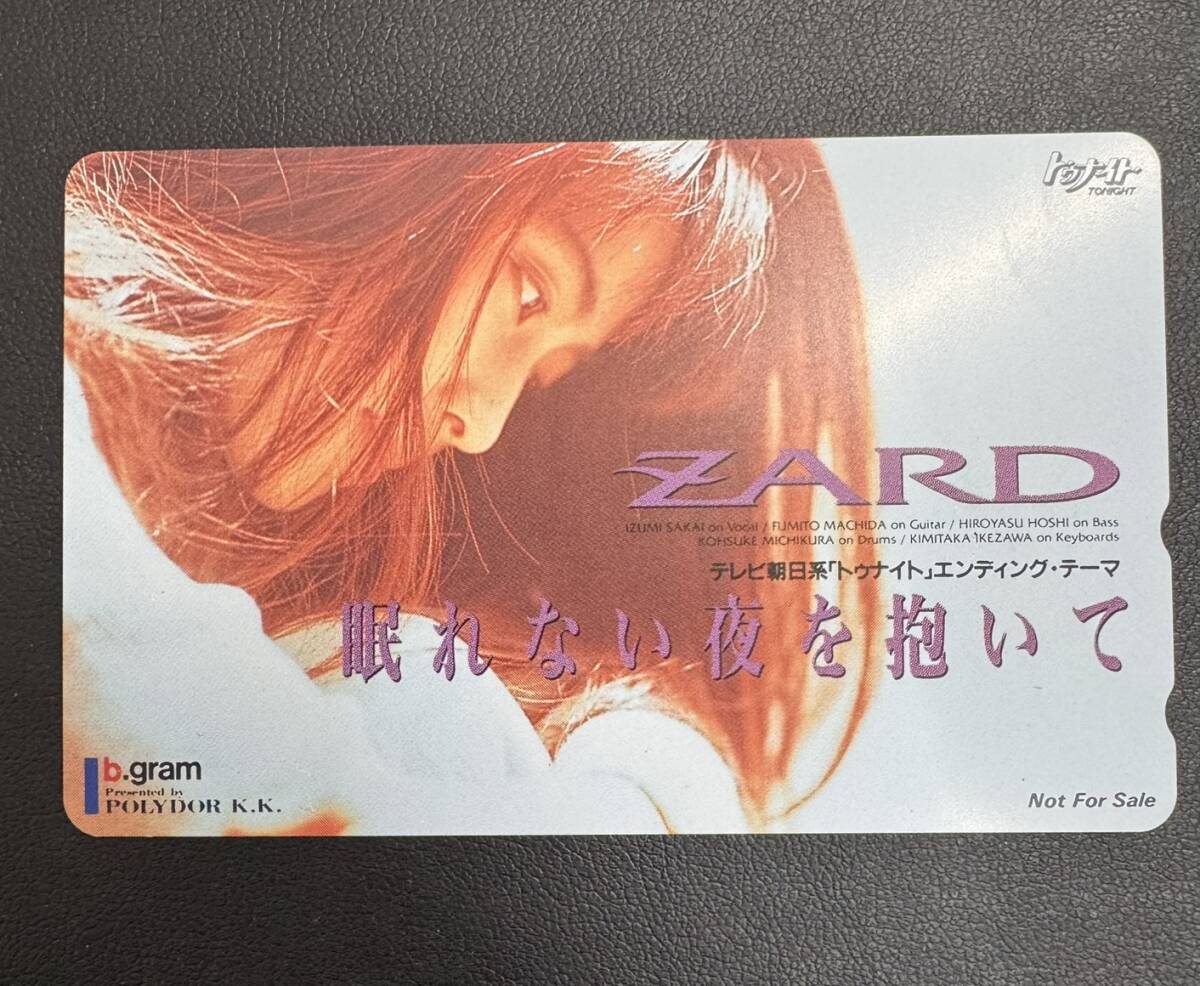 トゥナイト
TONIGHT
ZARD
IZUMI SAKAI on Vocal / FUMITO MACHIDA on Guitar / HIROYASU HOSHI on Bass
KOHSUKE MICHIKURA on Drums / KIMITAKA IKEZAWA on Keyboards
テレビ朝日系「トゥナイト」エンディング・テーマ
眠れない夜を抱いて
b.gram
Presented by
POLYDOR K.K.
Not For Sale